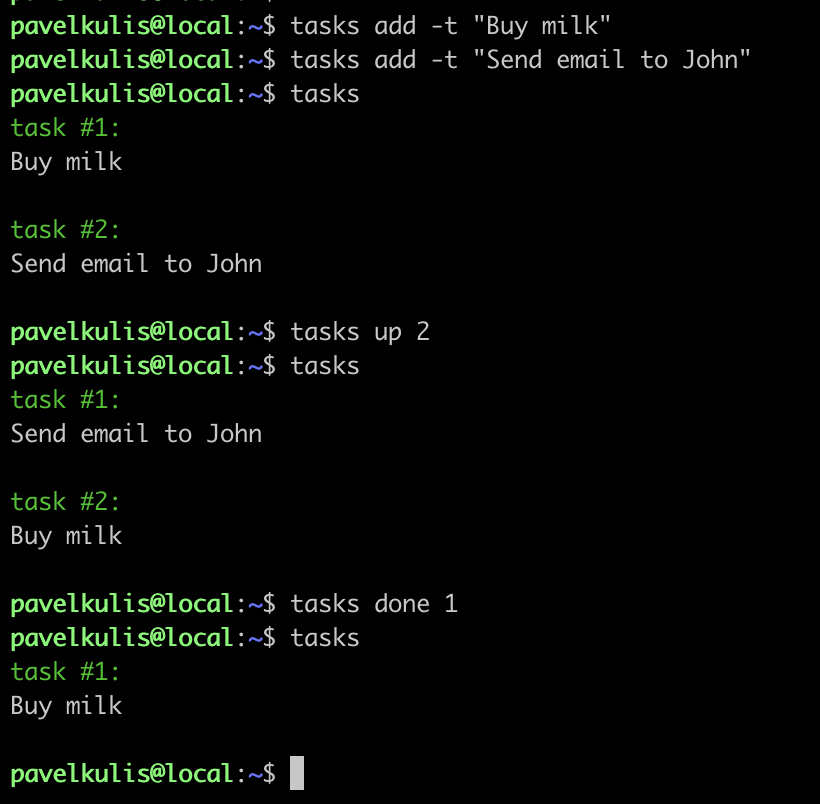 pavelkulis@local:~$ tasks add -t "Buy milk"
pavelkulis@local:~$ tasks add -t "Send email to John"
pavelkulis@local:~$ tasks
task #1:
Buy milk
task #2:
Send email to John
pavelkulis@local:~$ tasks up 2
pavelkulis@local:~$ tasks
task #1:
Send email to John
task #2:
Buy milk
pavelkulis@local:~$ tasks done 1
pavelkulis@local:~$ tasks
task #1:
Buy milk
pavelkulis@local:~$